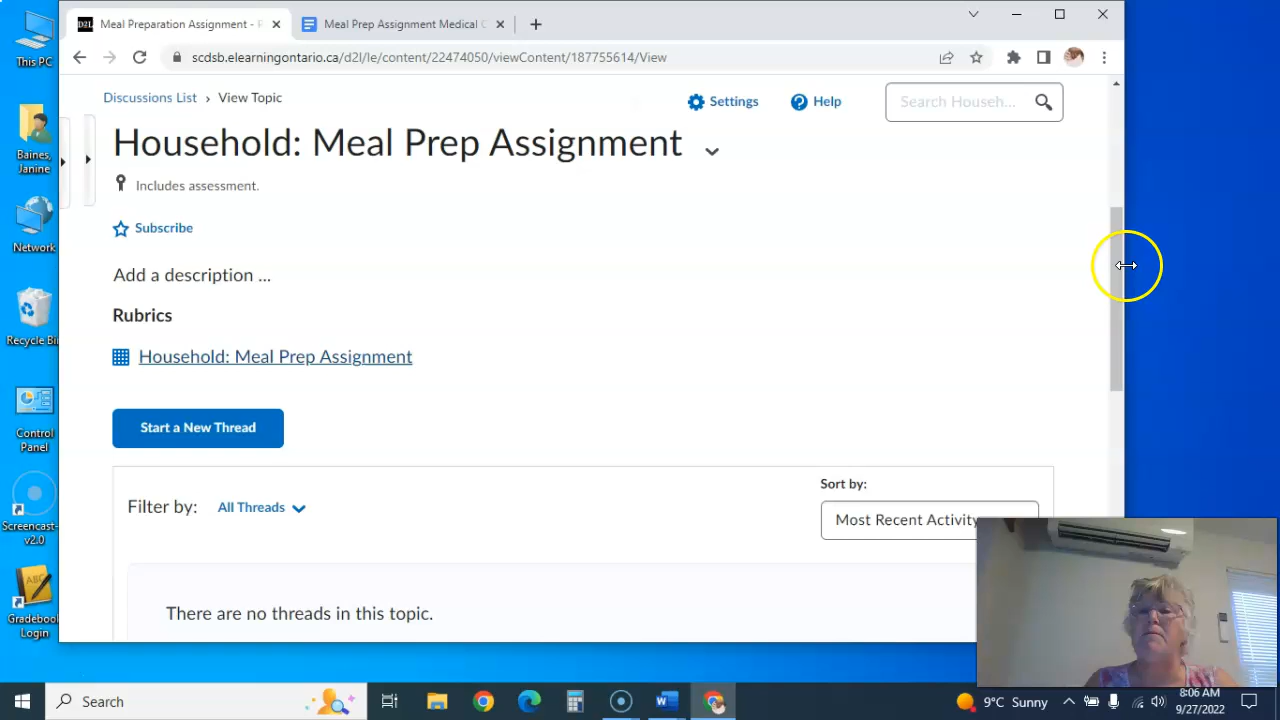 This PC
Baines, Janine
Network
Recycle Bi
Control Panel
Screencast- v2.0
Gradebook Login
D2L Meal Preparation Assignment - P
Meal Prep Assignment Medical C
scdsb.elearningontario.ca/d2l/le/content/22474050/viewContent/187755614/View
Discussions List › View Topic
Settings
Help
Search Househ...
Household: Meal Prep Assignment
Includes assessment.
Subscribe
Add a description ...
Rubrics
Household: Meal Prep Assignment
Start a New Thread
Filter by: All Threads
Sort by:
Most Recent Activity
There are no threads in this topic.
Search
9°C Sunny
8:06 AM
9/27/2022